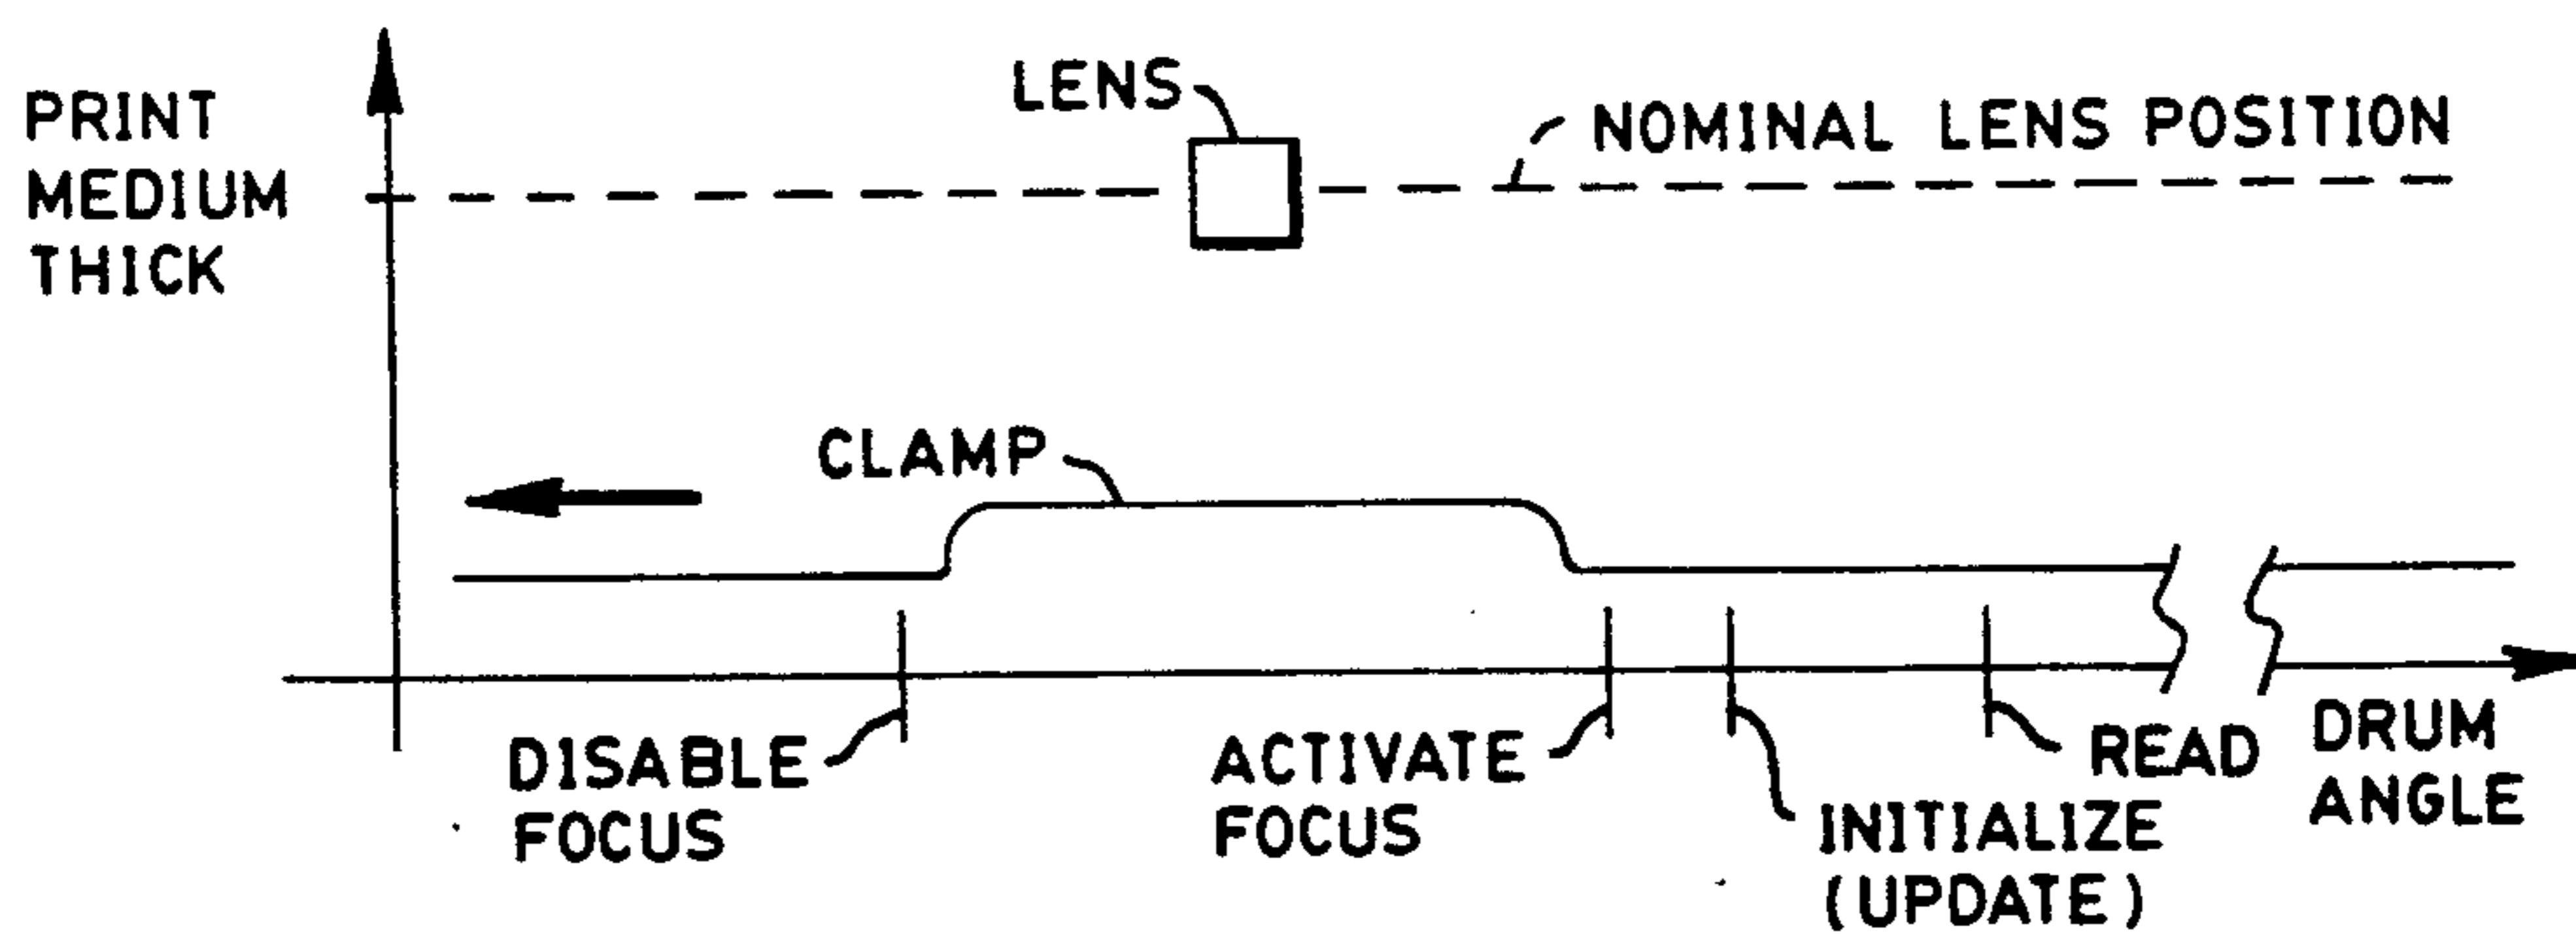 PRINT
MEDIUM
THICK
LENS
NOMINAL LENS POSITION
CLAMP
DISABLE
FOCUS
ACTIVATE
FOCUS
INITIALIZE
(UPDATE)
READ
DRUM
ANGLE